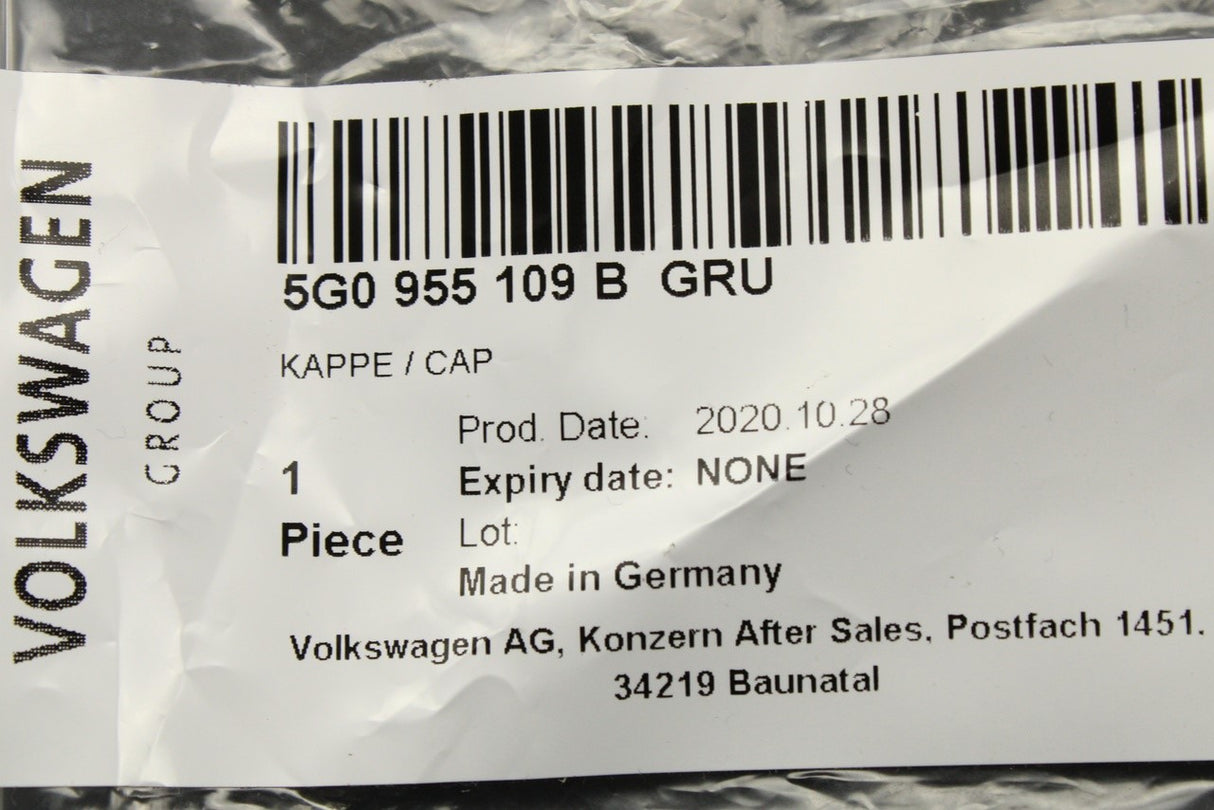 VOLKSWAGEN
GROUP
5G0 955 109 B GRU
KAPPE / CAP
Prod. Date: 2020.10.28
1 Expiry date: NONE
Piece Lot:
Made in Germany
Volkswagen AG, Konzern After Sales, Postfach 1451.
34219 Baunatal